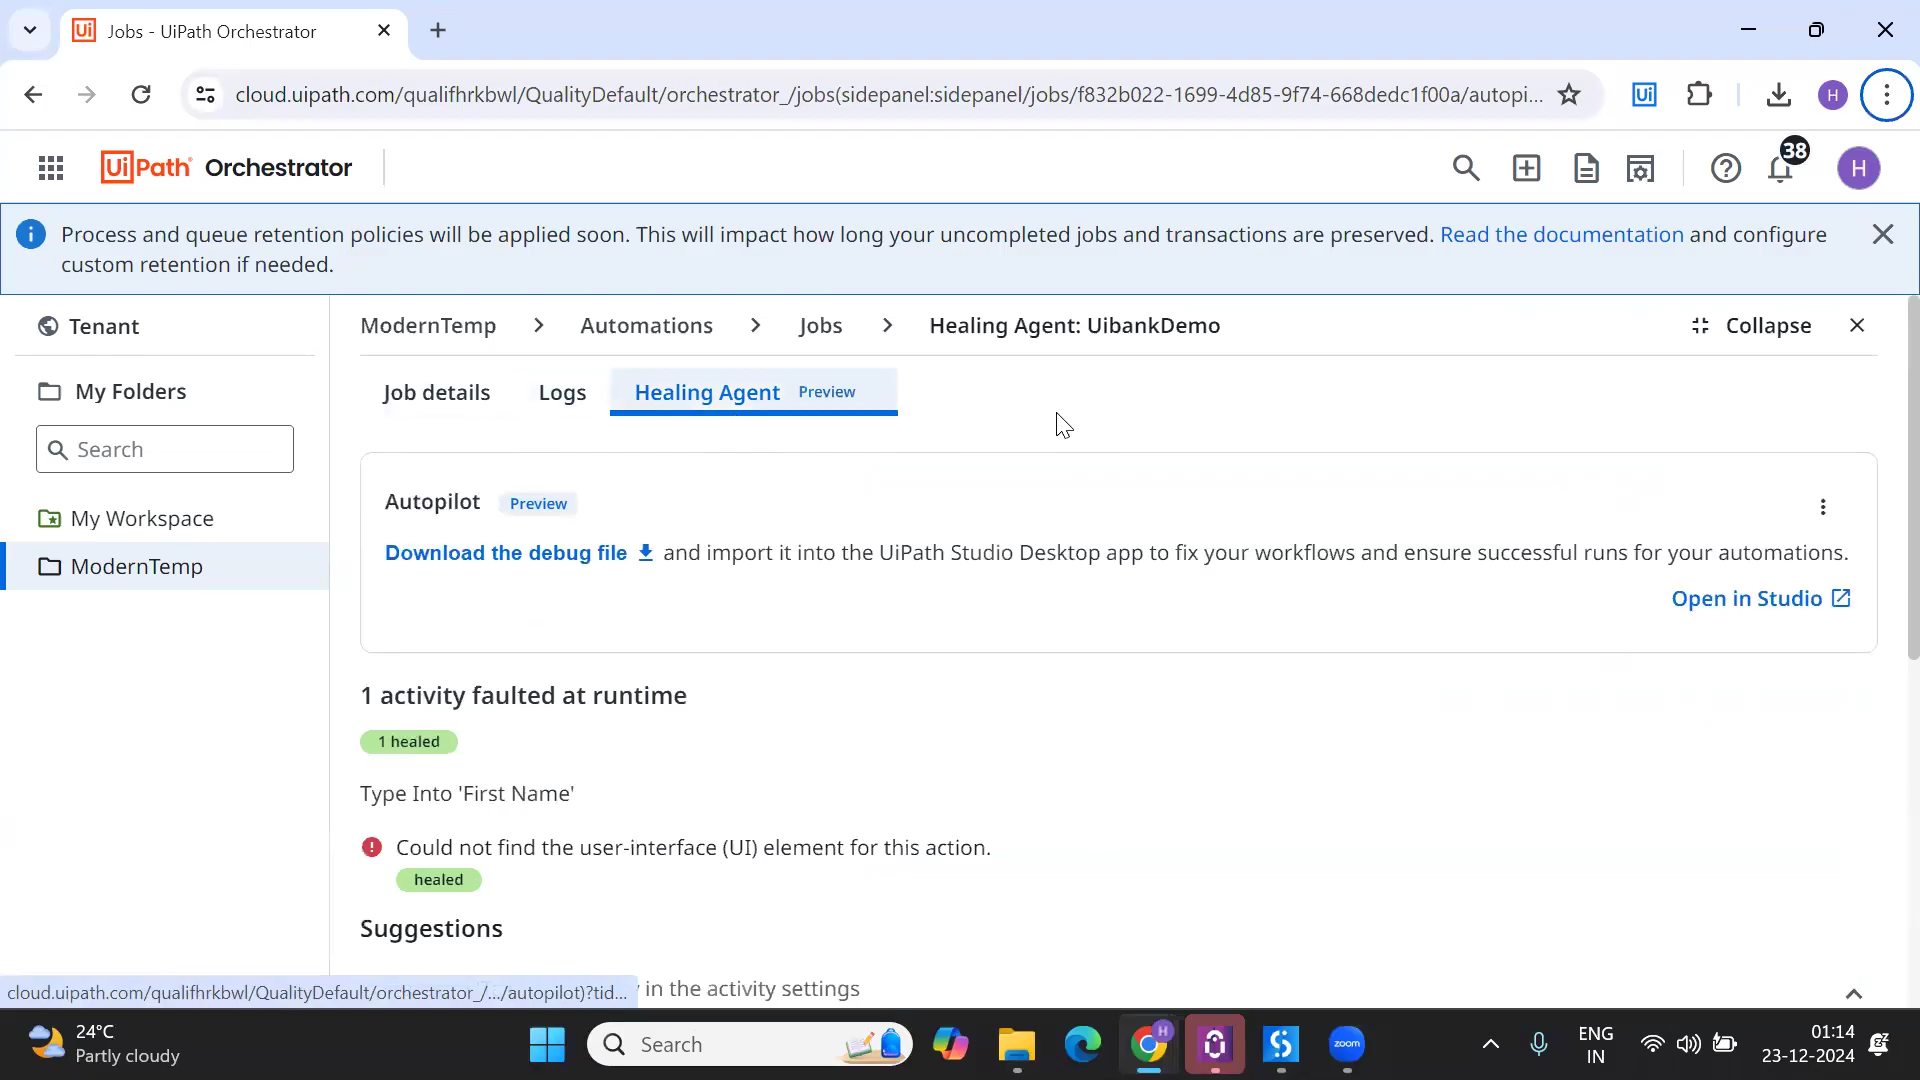 Jobs - UiPath Orchestrator
cloud.uipath.com/qualifhrkbwl/QualityDefault/orchestrator_/jobs(sidepanel:sidepanel/jobs/f832b022-1699-4d85-9f74-668dedc1f00a/autopi...
Ui
H
UiPath Orchestrator
38
H
Process and queue retention policies will be applied soon. This will impact how long your uncompleted jobs and transactions are preserved. Read the documentation and configure
custom retention if needed.
Tenant
ModernTemp > Automations > Jobs > Healing Agent: UibankDemo
Collapse
My Folders
Job details Logs Healing Agent Preview
Search
Autopilot Preview
My Workspace
Download the debug file and import it into the UiPath Studio Desktop app to fix your workflows and ensure successful runs for your automations.
ModernTemp
Open in Studio
1 activity faulted at runtime
1 healed
Type Into 'First Name'
Could not find the user-interface (UI) element for this action.
healed
Suggestions
in the activity settings
cloud.uipath.com/qualifhrkbwl/QualityDefault/orchestrator_/.../autopilot)?tid...
24°C
Partly cloudy
Search
zoom
ENG
IN
01:14
23-12-2024